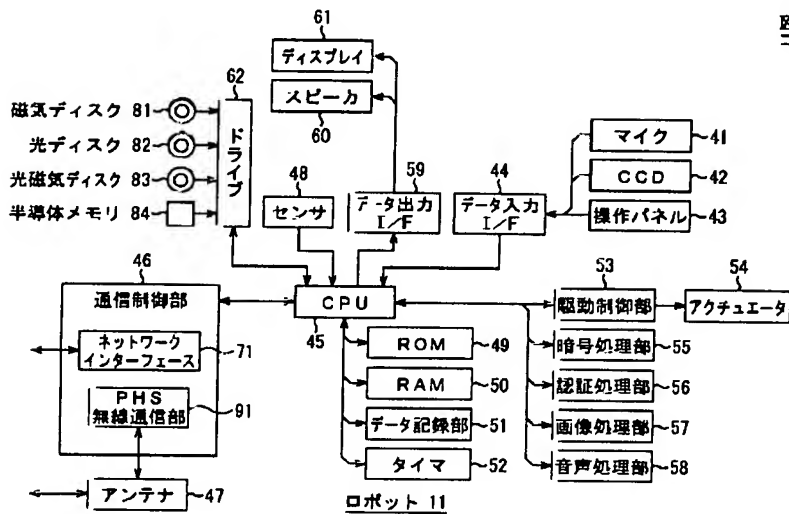 61
ディスプレイ
62
スピーカ
60
磁気ディスク 81
光ディスク 82
光磁気ディスク 83
半導体メモリ 84
ドライブ
48
センサ
59
データ出力
I/F
44
データ入力
I/F
マイク 41
CCD 42
操作パネル 43
46
通信制御部
ネットワーク
インターフェース 71
PHS
無線通信部 91
アンテナ 47
CPU
45
ROM 49
RAM 50
データ記録部 51
タイマ 52
53
駆動制御部
54
アクチュエータ
暗号処理部 55
認証処理部 56
画像処理部 57
音声処理部 58
ロボット 11